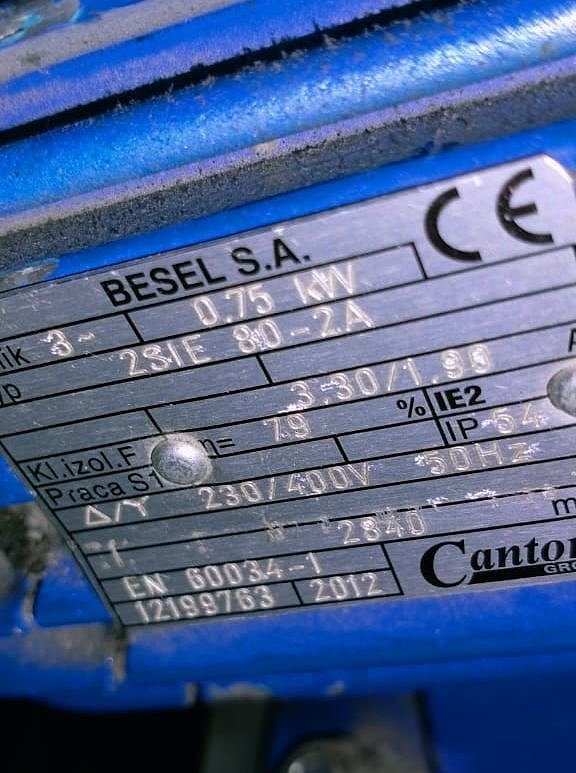 CE
BESEL S.A.
3~ 0.75 kW
2SIE 80-2A
3.30/1.90 A
Kl.izol.F = 79 % IE2
Praca S1 IP 54
Δ/Y 230/400V 50Hz
2840
EN 60034-1
12199763 2012
Cantoni
GRO